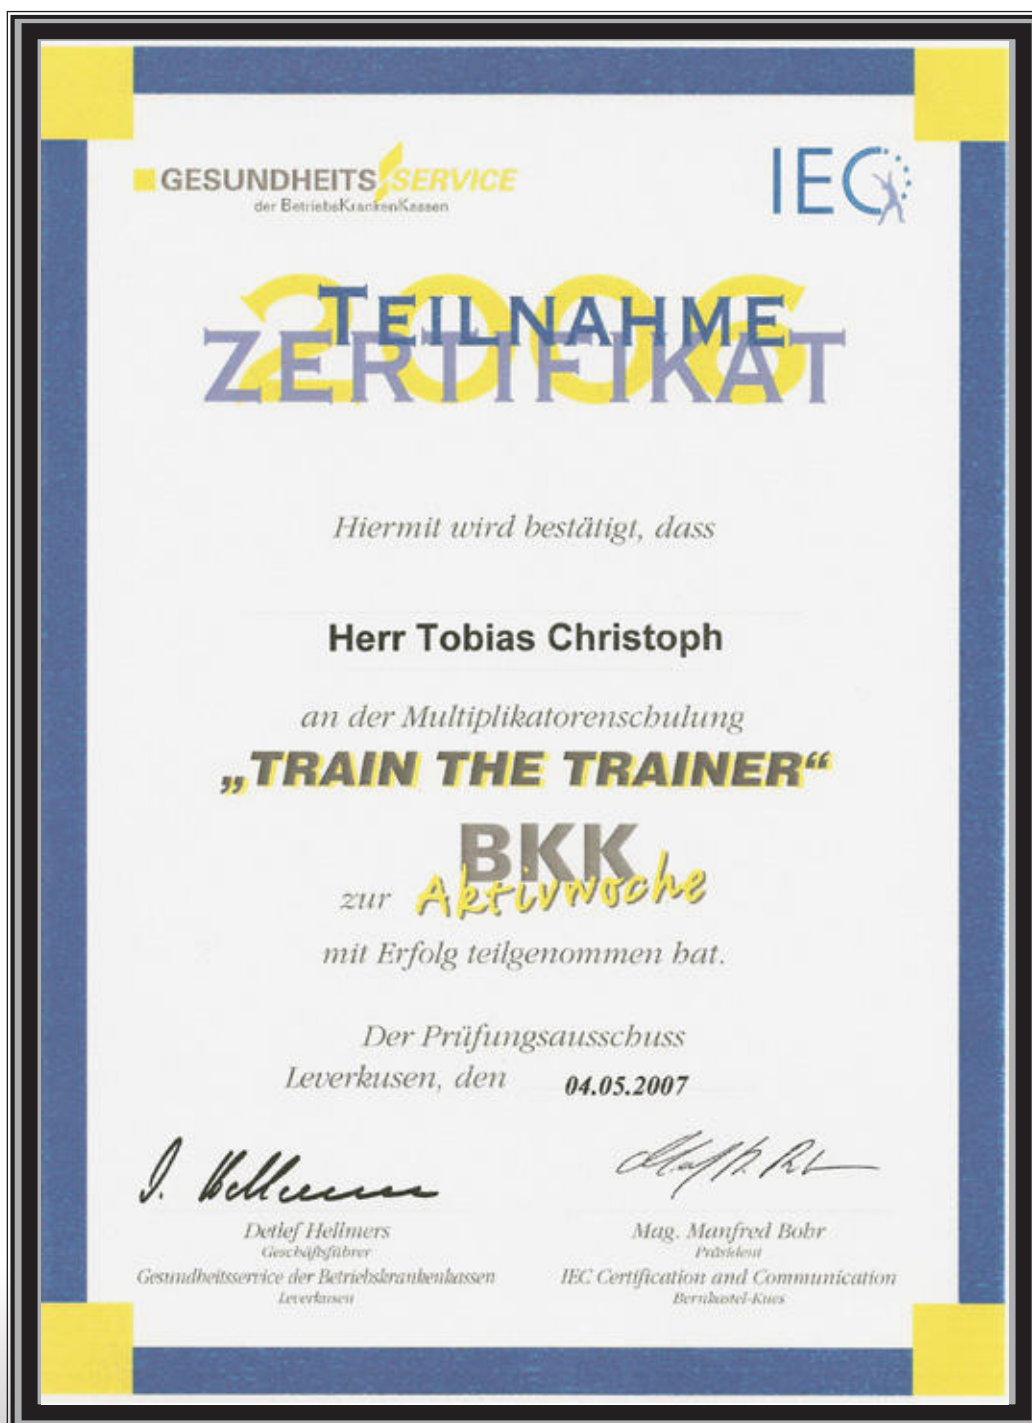 GESUNDHEITSSERVICE
der BetriebsKrankenKassen
IEC
2006
TEILNAHME
ZERTIFIKAT
Hiermit wird bestätigt, dass
Herr Tobias Christoph
an der Multiplikatorenschulung
„TRAIN THE TRAINER“
BKK
zur Aktivwoche
mit Erfolg teilgenommen hat.
Der Prüfungsausschuss
Leverkusen, den 04.05.2007
Detlef Hellmers
Geschäftsführer
Gesundheitsservice der Betriebskrankenkassen
Leverkusen
Mag. Manfred Bohr
Präsident
IEC Certification and Communication
Bernkastel-Kues